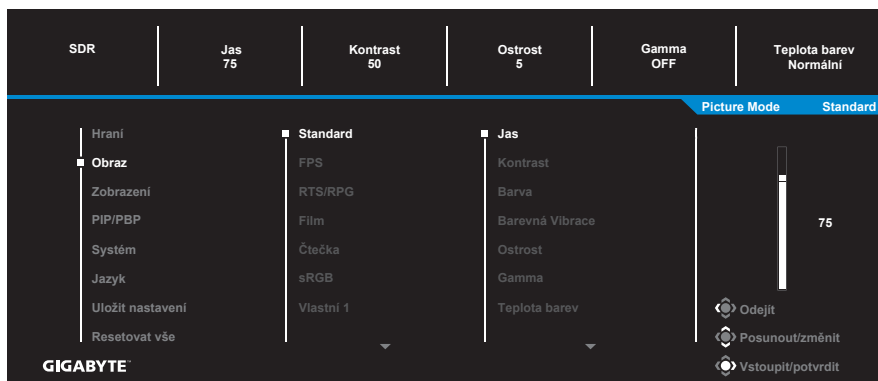 SDR
Jas
75
Kontrast
50
Ostrost
5
Gamma
OFF
Teplota barev
Normální
Picture Mode Standard
Hraní
Obraz
Zobrazení
PIP/PBP
Systém
Jazyk
Uložit nastavení
Resetovat vše
Standard
FPS
RTS/RPG
Film
Čtečka
sRGB
Vlastní 1
Jas
Kontrast
Barva
Barevná Vibrace
Ostrost
Gamma
Teplota barev
75
Odejít
Posunout/změnit
Vstoupit/potvrdit
GIGABYTE™